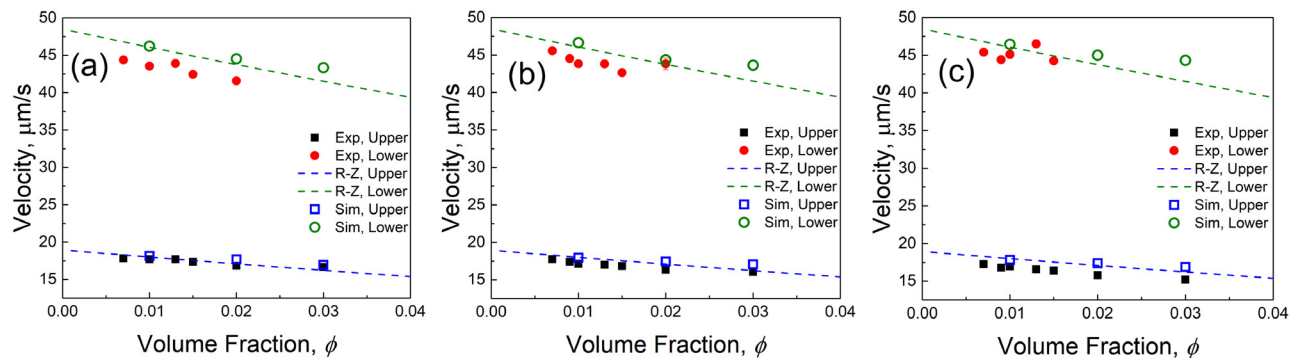 50
45
40
35
30
25
20
15
0.00 0.01 0.02 0.03 0.04
Velocity, μm/s
Volume Fraction, ϕ
(a)
Exp, Upper
Exp, Lower
R-Z, Upper
R-Z, Lower
Sim, Upper
Sim, Lower
50
45
40
35
30
25
20
15
0.00 0.01 0.02 0.03 0.04
Velocity, μm/s
Volume Fraction, ϕ
(b)
Exp, Upper
Exp, Lower
R-Z, Upper
R-Z, Lower
Sim, Upper
Sim, Lower
50
45
40
35
30
25
20
15
0.00 0.01 0.02 0.03 0.04
Velocity, μm/s
Volume Fraction, ϕ
(c)
Exp, Upper
Exp, Lower
R-Z, Upper
R-Z, Lower
Sim, Upper
Sim, Lower